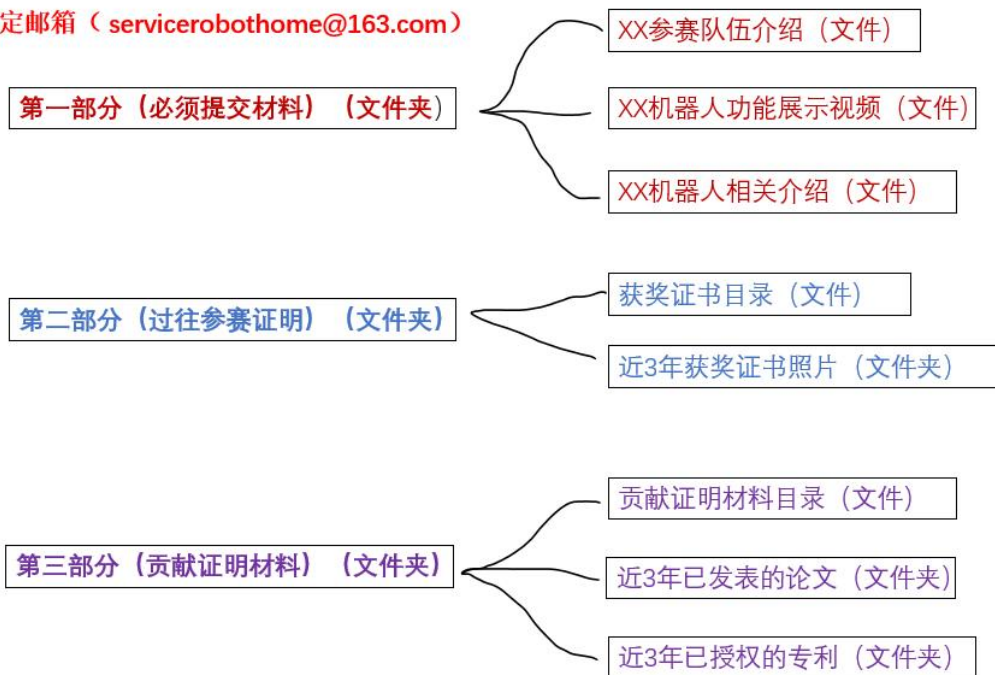 定邮箱（ servicerobothome@163.com）
第一部分（必须提交材料）（文件夹）
XX参赛队伍介绍（文件）
XX机器人功能展示视频（文件）
XX机器人相关介绍（文件）
第二部分（过往参赛证明）（文件夹）
获奖证书目录（文件）
近3年获奖证书照片（文件夹）
第三部分（贡献证明材料）（文件夹）
贡献证明材料目录（文件）
近3年已发表的论文（文件夹）
近3年已授权的专利（文件夹）